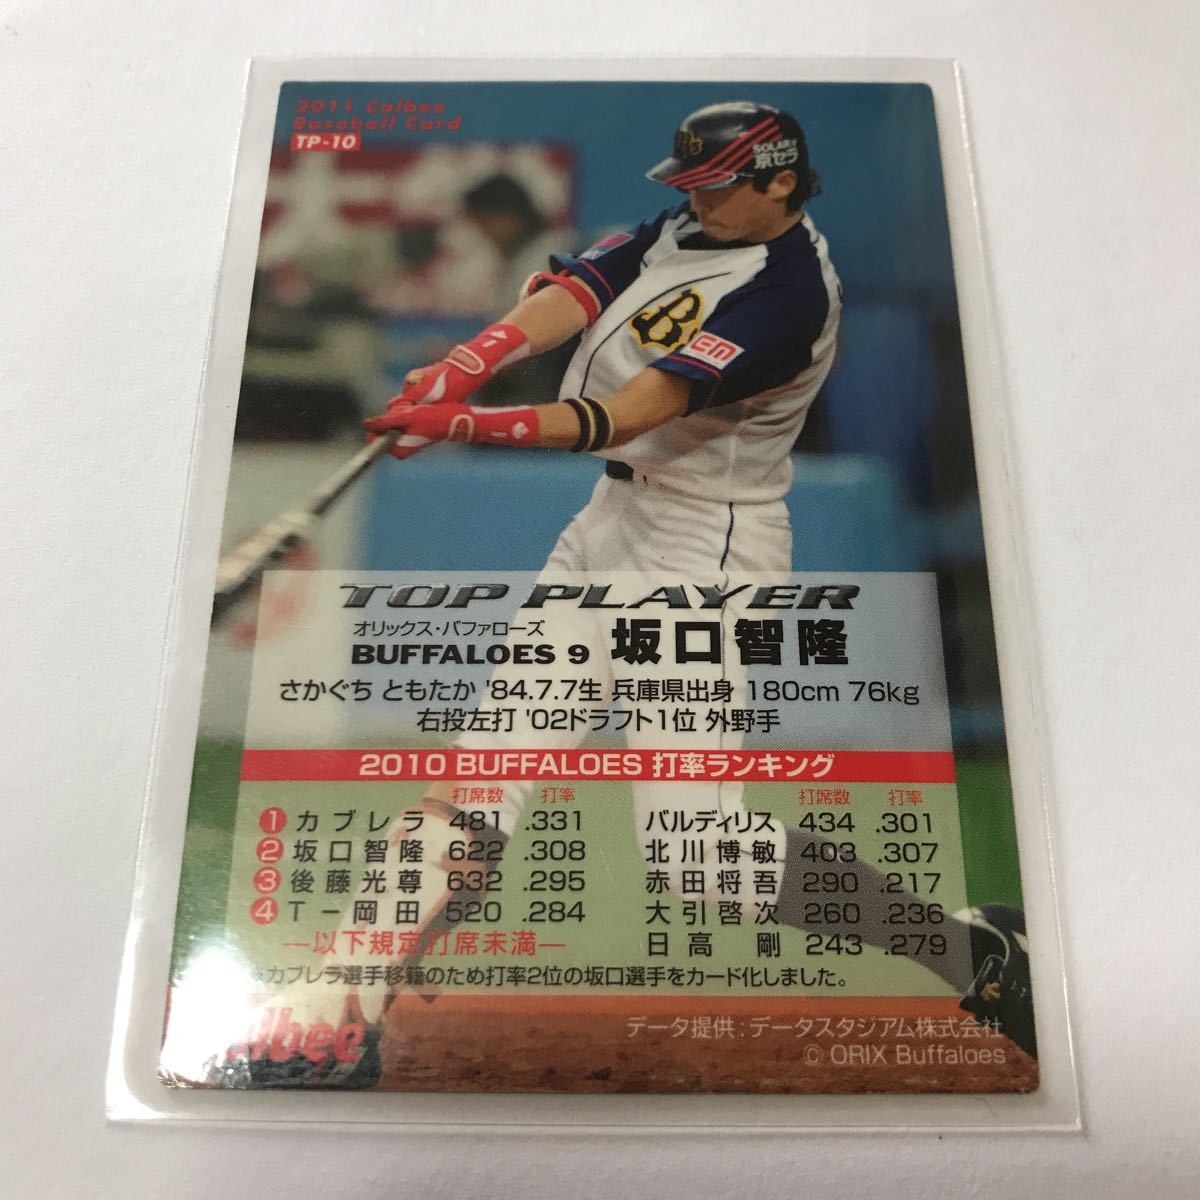 2011 Calbee
Baseball Card
TP-10
SOLAR
京セラ
B
EM
TOP PLAYER
オリックス・バファローズ
BUFFALOES 9 坂口智隆
さかぐち ともたか '84.7.7生 兵庫県出身 180cm 76kg
右投左打 '02ドラフト1位 外野手
2010 BUFFALOES 打率ランキング
打席数 打率 打席数 打率
1 カブレラ 481 .331 バルディリス 434 .301
2 坂口智隆 622 .308 北川博敏 403 .307
3 後藤光尊 632 .295 赤田将吾 290 .217
4 T－岡田 520 .284 大引啓次 260 .236
―以下規定打席未満― 日高 剛 243 .279
※カブレラ選手移籍のため打率2位の坂口選手をカード化しました。
Calbee
データ提供：データスタジアム株式会社
© ORIX Buffaloes